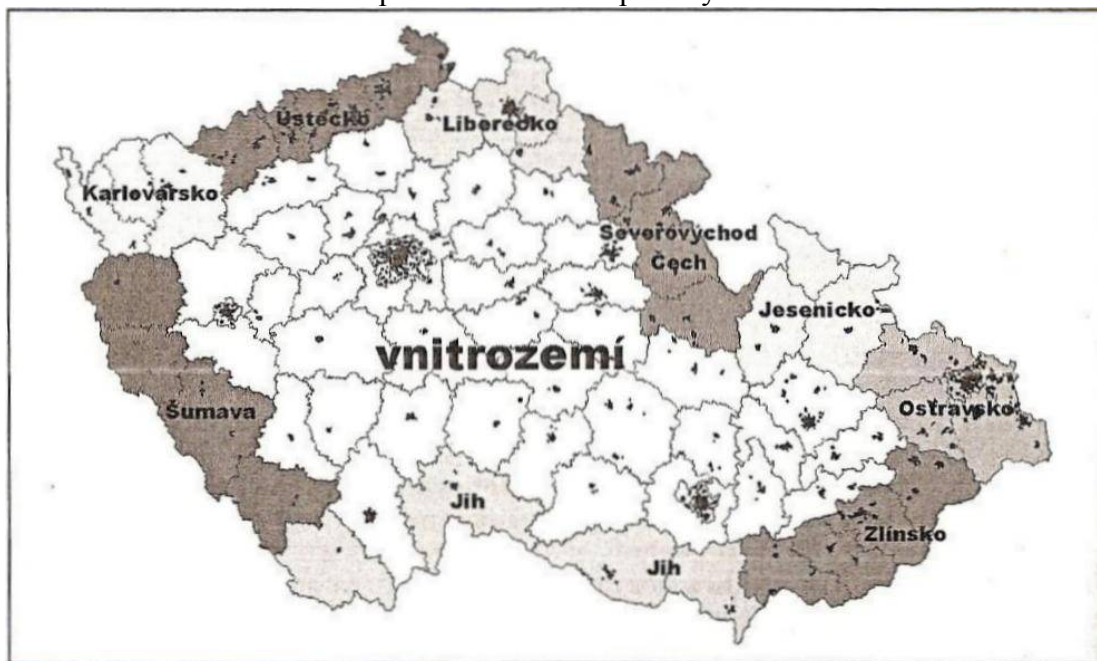 Ústecko
Liberecko
Karlovarsko
Severovýchod
Čech
Jesenicko
vnitrozemí
Šumava
Ostravsko
Jih
Zlínsko
Jih